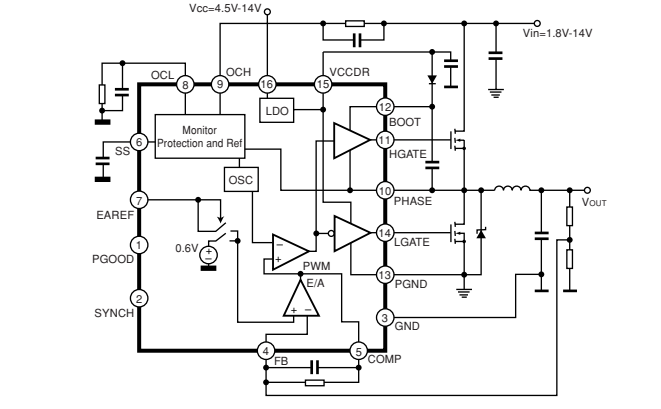 Vcc=4.5V-14V
Vin=1.8V-14V
OCL
OCH
VCCDR
8
9
16
15
LDO
12
BOOT
Monitor
Protection and Ref
11
HGATE
6
SS
OSC
10
PHASE
VOUT
7
EAREF
14
LGATE
1
PGOOD
0.6V
+
−
−
+
PWM
13
PGND
E/A
2
SYNCH
+
−
3
GND
4
FB
5
COMP